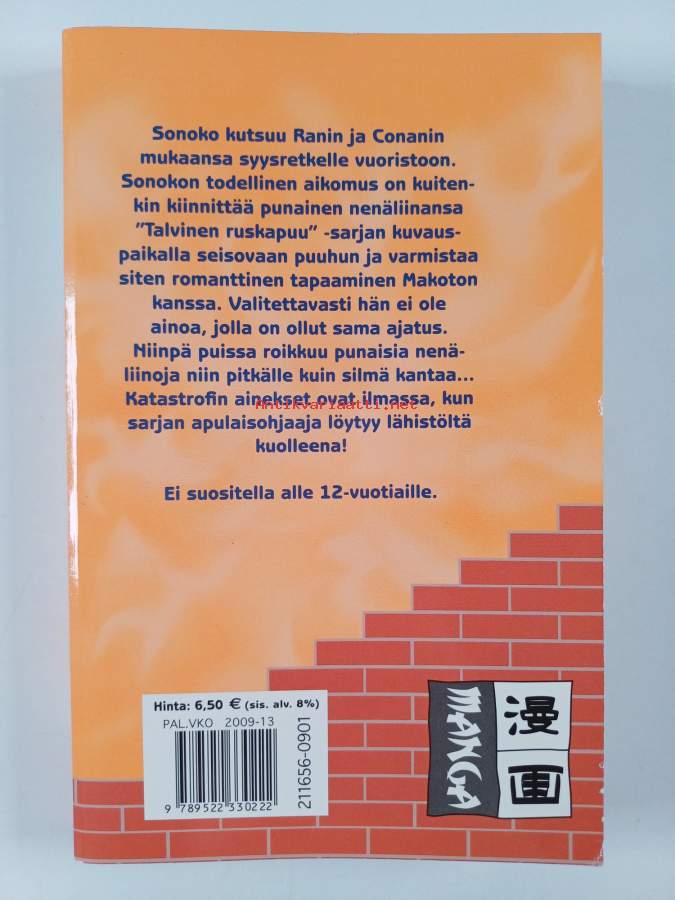 Sonoko kutsuu Ranin ja Conanin
mukaansa syysretkelle vuoristoon.
Sonokon todellinen aikomus on kuiten-
kin kiinnittää punainen nenäliinansa
”Talvinen ruskapuu” -sarjan kuvaus-
paikalla seisovaan puuhun ja varmistaa
siten romanttinen tapaaminen Makoton
kanssa. Valitettavasti hän ei ole
ainoa, jolla on ollut sama ajatus.
Niinpä puissa roikkuu punaisia nenä-
liinoja niin pitkälle kuin silmä kantaa...
Katastrofin ainekset ovat ilmassa, kun
Antikvariaatti.net
sarjan apulaisohjaaja löytyy lähistöltä
kuolleena!
Ei suositella alle 12-vuotiaille.
Hinta: 6,50 € (sis. alv. 8%)
PAL.VKO 2009-13
211656-0901
9 789522 330222
MANGA
漫画